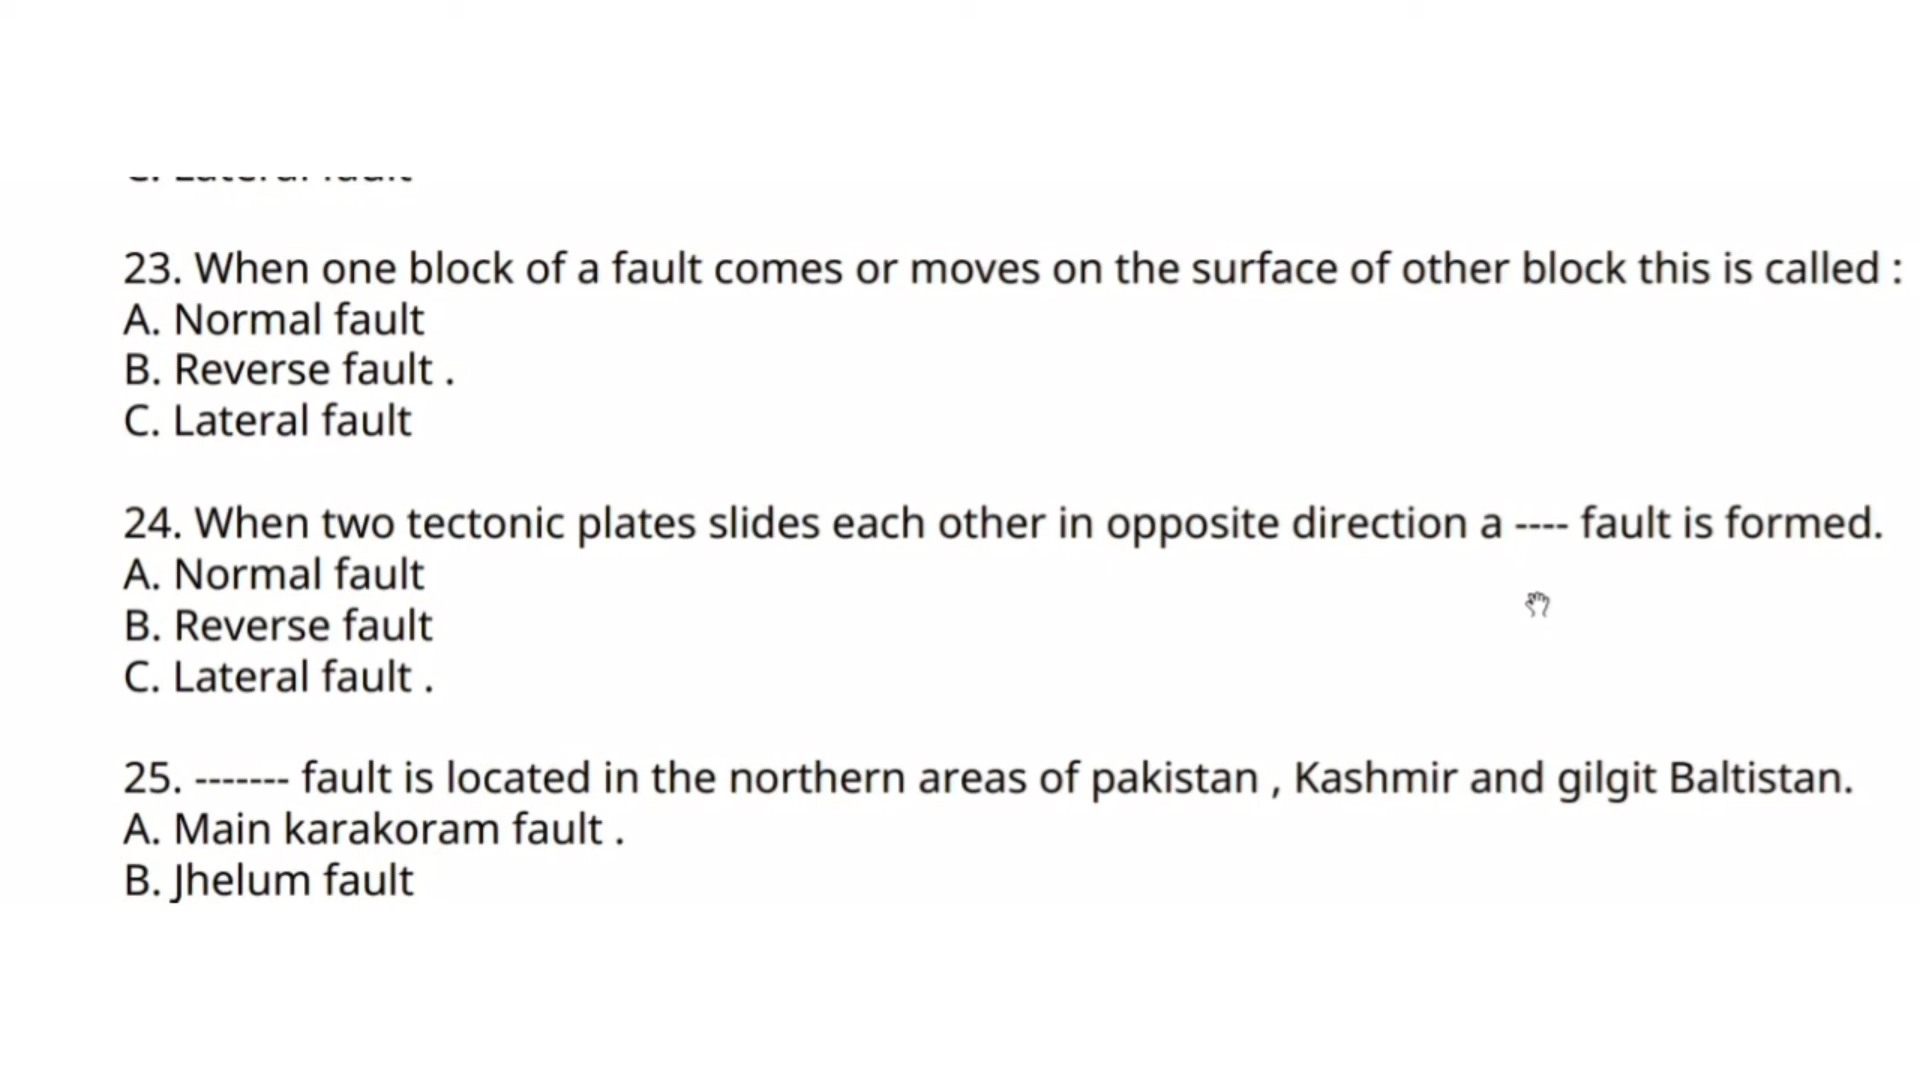 C. Lateral fault
23. When one block of a fault comes or moves on the surface of other block this is called :
A. Normal fault
B. Reverse fault .
C. Lateral fault
24. When two tectonic plates slides each other in opposite direction a ---- fault is formed.
A. Normal fault
B. Reverse fault
C. Lateral fault .
25. ------- fault is located in the northern areas of pakistan , Kashmir and gilgit Baltistan.
A. Main karakoram fault .
B. Jhelum fault